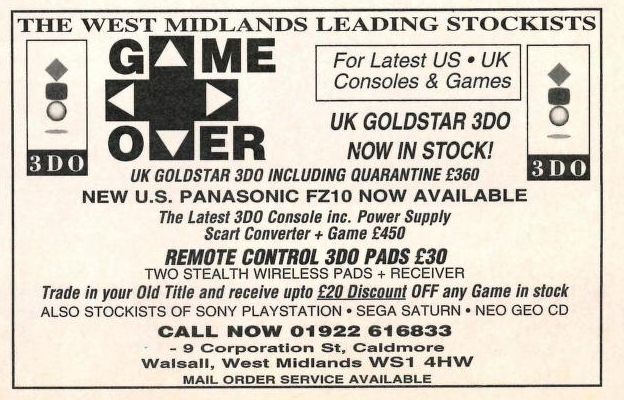 THE WEST MIDLANDS LEADING STOCKISTS
GAME
OVER
3DO
For Latest US • UK
Consoles & Games
UK GOLDSTAR 3DO
NOW IN STOCK!
3DO
UK GOLDSTAR 3DO INCLUDING QUARANTINE £360
NEW U.S. PANASONIC FZ10 NOW AVAILABLE
The Latest 3DO Console inc. Power Supply
Scart Converter + Game £450
REMOTE CONTROL 3DO PADS £30
TWO STEALTH WIRELESS PADS + RECEIVER
Trade in your Old Title and receive upto £20 Discount OFF any Game in stock
ALSO STOCKISTS OF SONY PLAYSTATION • SEGA SATURN • NEO GEO CD
CALL NOW 01922 616833
- 9 Corporation St, Caldmore
Walsall, West Midlands WS1 4HW
MAIL ORDER SERVICE AVAILABLE